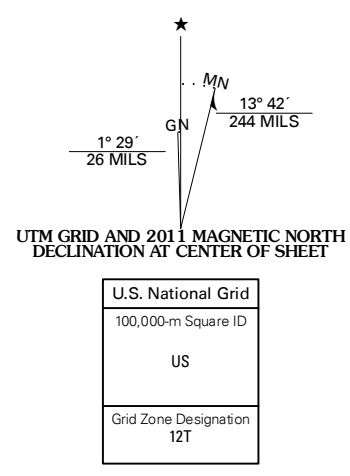 ★
MN
GN
13° 42´
244 MILS
1° 29´
26 MILS
UTM GRID AND 2011 MAGNETIC NORTH
DECLINATION AT CENTER OF SHEET
U.S. National Grid
100,000-m Square ID
US
Grid Zone Designation
12T